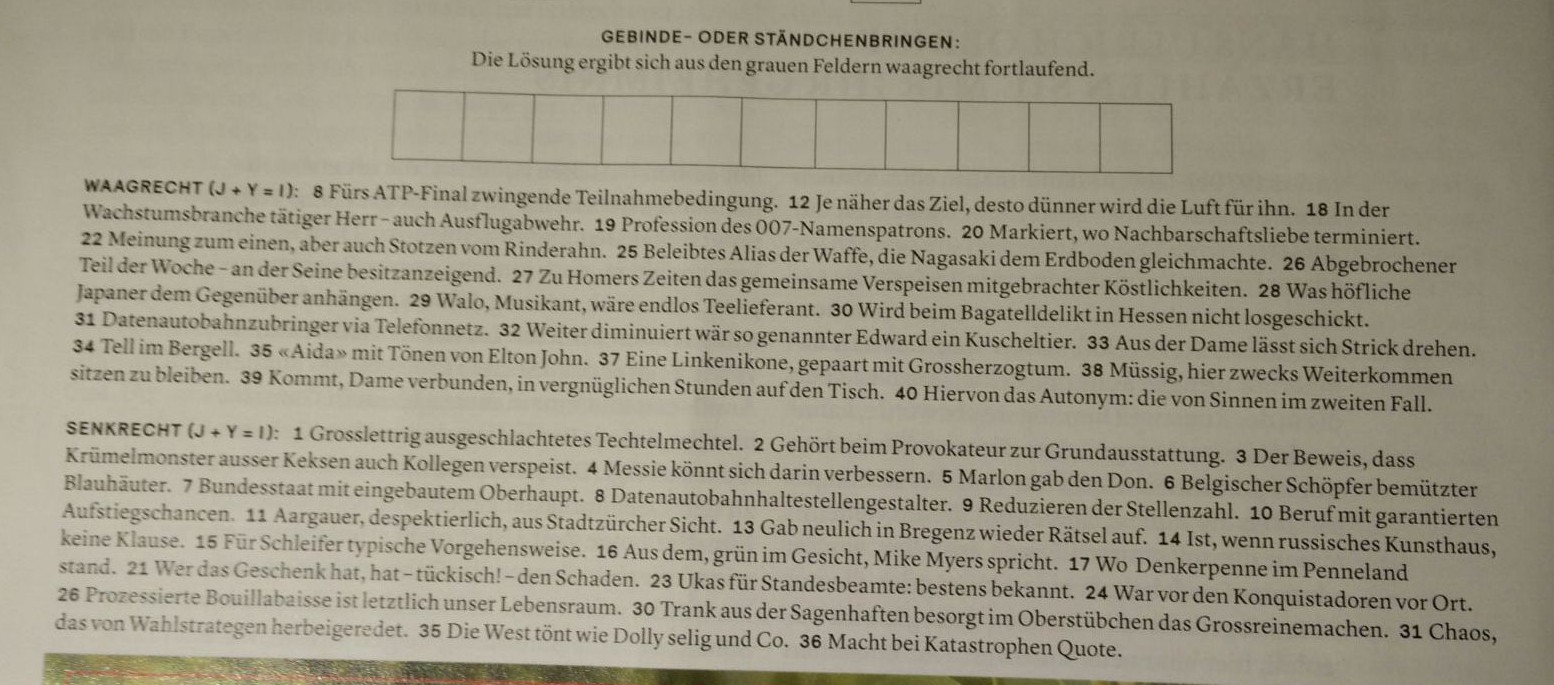 GEBINDE- ODER STÄNDCHENBRINGEN:
Die Lösung ergibt sich aus den grauen Feldern waagrecht fortlaufend.
WAAGRECHT (J + Y = I): 8 Fürs ATP-Final zwingende Teilnahmebedingung. 12 Je näher das Ziel, desto dünner wird die Luft für ihn. 18 In der
Wachstumsbranche tätiger Herr – auch Ausflugabwehr. 19 Profession des 007-Namenspatrons. 20 Markiert, wo Nachbarschaftsliebe terminiert.
22 Meinung zum einen, aber auch Stotzen vom Rinderahn. 25 Beleibtes Alias der Waffe, die Nagasaki dem Erdboden gleichmachte. 26 Abgebrochener
Teil der Woche – an der Seine besitzanzeigend. 27 Zu Homers Zeiten das gemeinsame Verspeisen mitgebrachter Köstlichkeiten. 28 Was höfliche
Japaner dem Gegenüber anhängen. 29 Walo, Musikant, wäre endlos Teelieferant. 30 Wird beim Bagatelldelikt in Hessen nicht losgeschickt.
31 Datenautobahnzubringer via Telefonnetz. 32 Weiter diminuiert wär so genannter Edward ein Kuscheltier. 33 Aus der Dame lässt sich Strick drehen.
34 Tell im Bergell. 35 «Aida» mit Tönen von Elton John. 37 Eine Linkenikone, gepaart mit Grossherzogtum. 38 Müssig, hier zwecks Weiterkommen
sitzen zu bleiben. 39 Kommt, Dame verbunden, in vergnüglichen Stunden auf den Tisch. 40 Hiervon das Autonym: die von Sinnen im zweiten Fall.
SENKRECHT (J + Y = I): 1 Grosslettrig ausgeschlachtetes Techtelmechtel. 2 Gehört beim Provokateur zur Grundausstattung. 3 Der Beweis, dass
Krümelmonster ausser Keksen auch Kollegen verspeist. 4 Messie könnt sich darin verbessern. 5 Marlon gab den Don. 6 Belgischer Schöpfer bemützter
Blauhäuter. 7 Bundesstaat mit eingebautem Oberhaupt. 8 Datenautobahnhaltestellengestalter. 9 Reduzieren der Stellenzahl. 10 Beruf mit garantierten
Aufstiegschancen. 11 Aargauer, despektierlich, aus Stadtzürcher Sicht. 13 Gab neulich in Bregenz wieder Rätsel auf. 14 Ist, wenn russisches Kunsthaus,
keine Klause. 15 Für Schleifer typische Vorgehensweise. 16 Aus dem, grün im Gesicht, Mike Myers spricht. 17 Wo Denkerpenne im Penneland
stand. 21 Wer das Geschenk hat, hat – tückisch! – den Schaden. 23 Ukas für Standesbeamte: bestens bekannt. 24 War vor den Konquistadoren vor Ort.
26 Prozessierte Bouillabaisse ist letztlich unser Lebensraum. 30 Trank aus der Sagenhaften besorgt im Oberstübchen das Grossreinemachen. 31 Chaos,
das von Wahlstrategen herbeigeredet. 35 Die West tönt wie Dolly selig und Co. 36 Macht bei Katastrophen Quote.